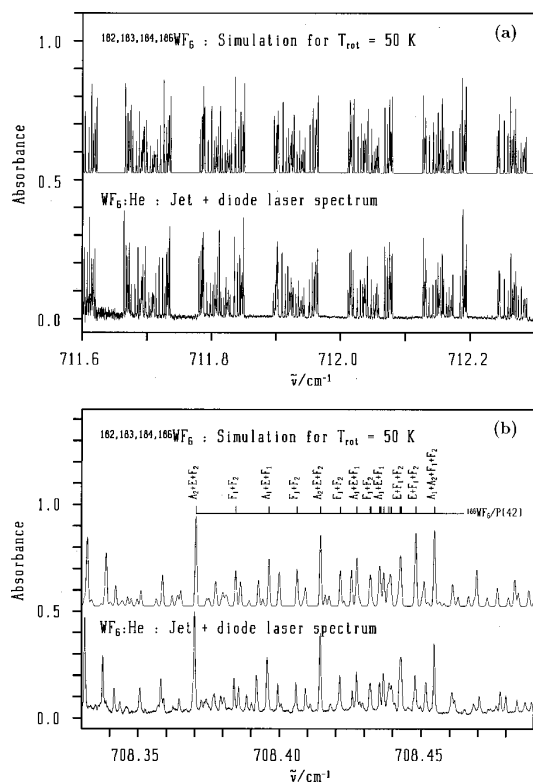 (a)
182,183,184,186WF6 : Simulation for Trot = 50 K
1.0
Absorbance
0.5
WF6:He : Jet + diode laser spectrum
0.0
711.6 711.8 712.0 712.2
ν̃/cm-1
(b)
182,183,184,186WF6 : Simulation for Trot = 50 K
1.0
A2+E+F2 F1+F2 A1+E+F1 F1+F2 A2+E+F2 F1+F2 A1+E+F1 F1+F2 A1+E+F1 E+F1+F2 E+F1+F2 A1+A2+F1+F2
186WF6/P(42)
Absorbance
0.5
WF6:He : Jet + diode laser spectrum
0.0
708.35 708.40 708.45
ν̃/cm-1